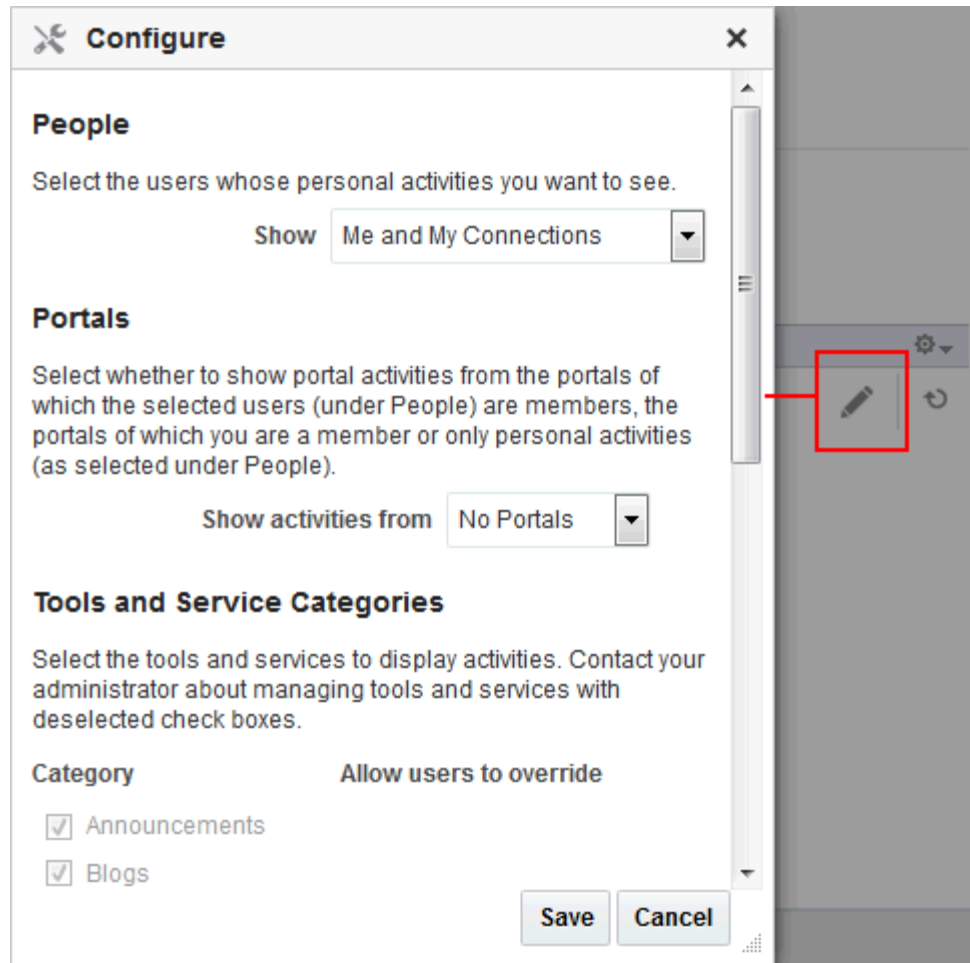 Configure
People
Select the users whose personal activities you want to see.
Show Me and My Connections
Portals
Select whether to show portal activities from the portals of
which the selected users (under People) are members, the
portals of which you are a member or only personal activities
(as selected under People).
Show activities from No Portals
Tools and Service Categories
Select the tools and services to display activities. Contact your
administrator about managing tools and services with
deselected check boxes.
Category Allow users to override
Announcements
Blogs
Save Cancel